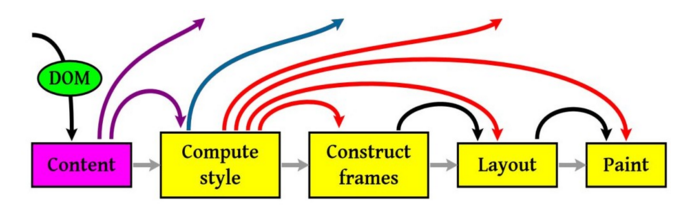 DOM
Content
Compute
style
Construct
frames
Layout
Paint